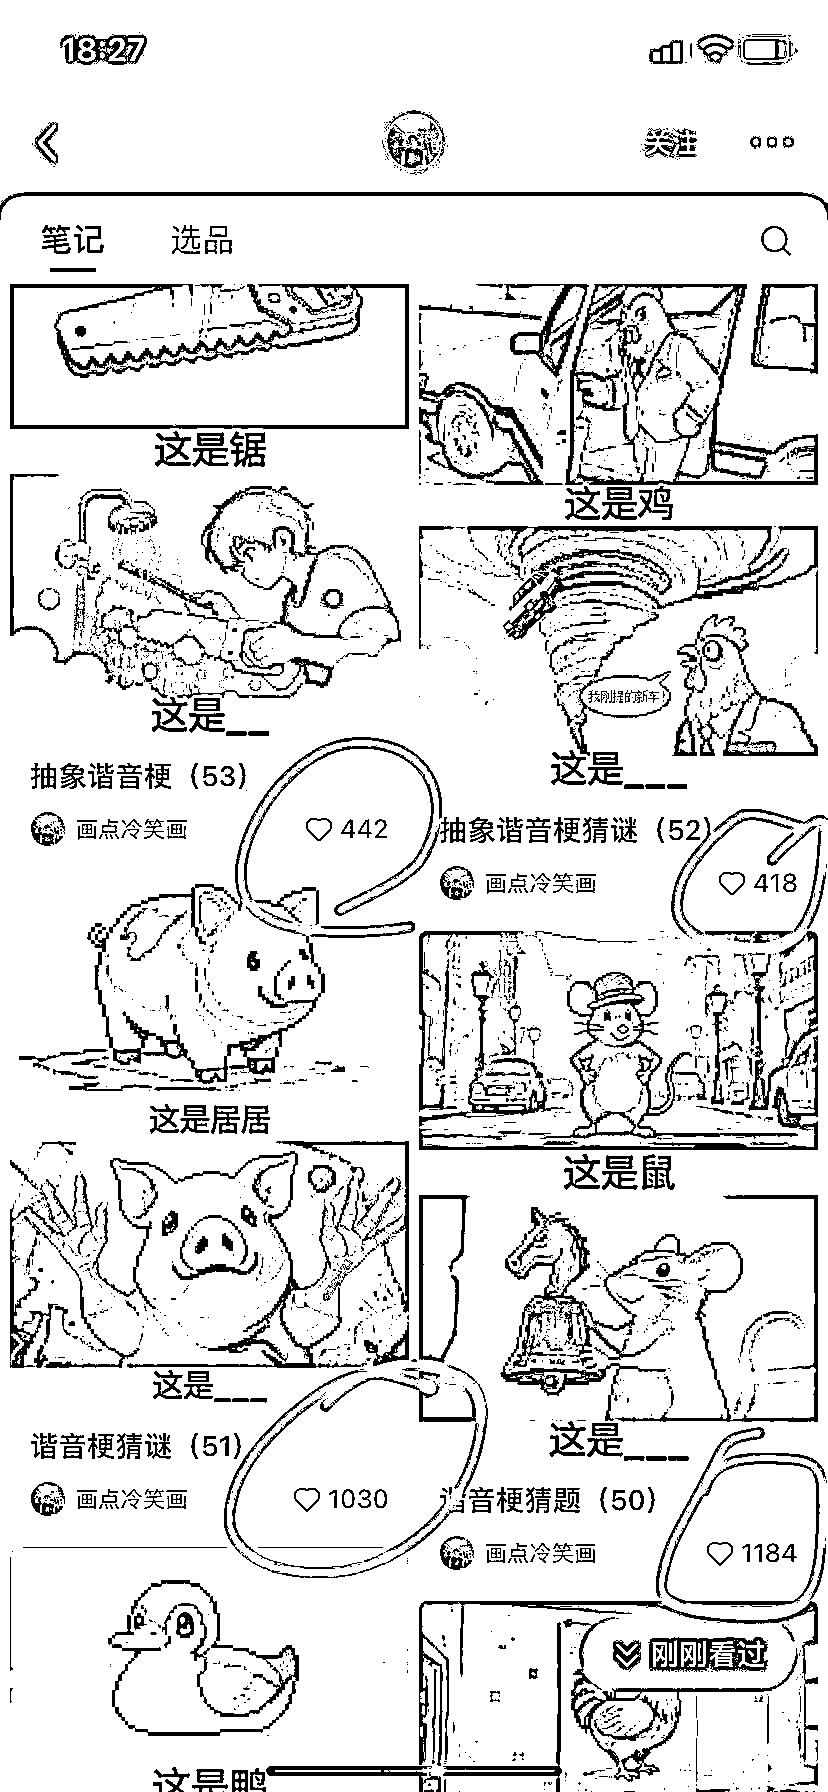 18:27
关注
笔记 选品
这是锯
这是__
抽象谐音梗（53）
画点冷笑画 442
这是鸡
我刚提的新车！
这是___
抽象谐音梗猜谜（52）
画点冷笑画 418
这是居居
这是___
谐音梗猜谜（51）
画点冷笑画 1030
这是鼠
这是___
谐音梗猜题（50）
画点冷笑画 1184
这是鸭
刚刚看过